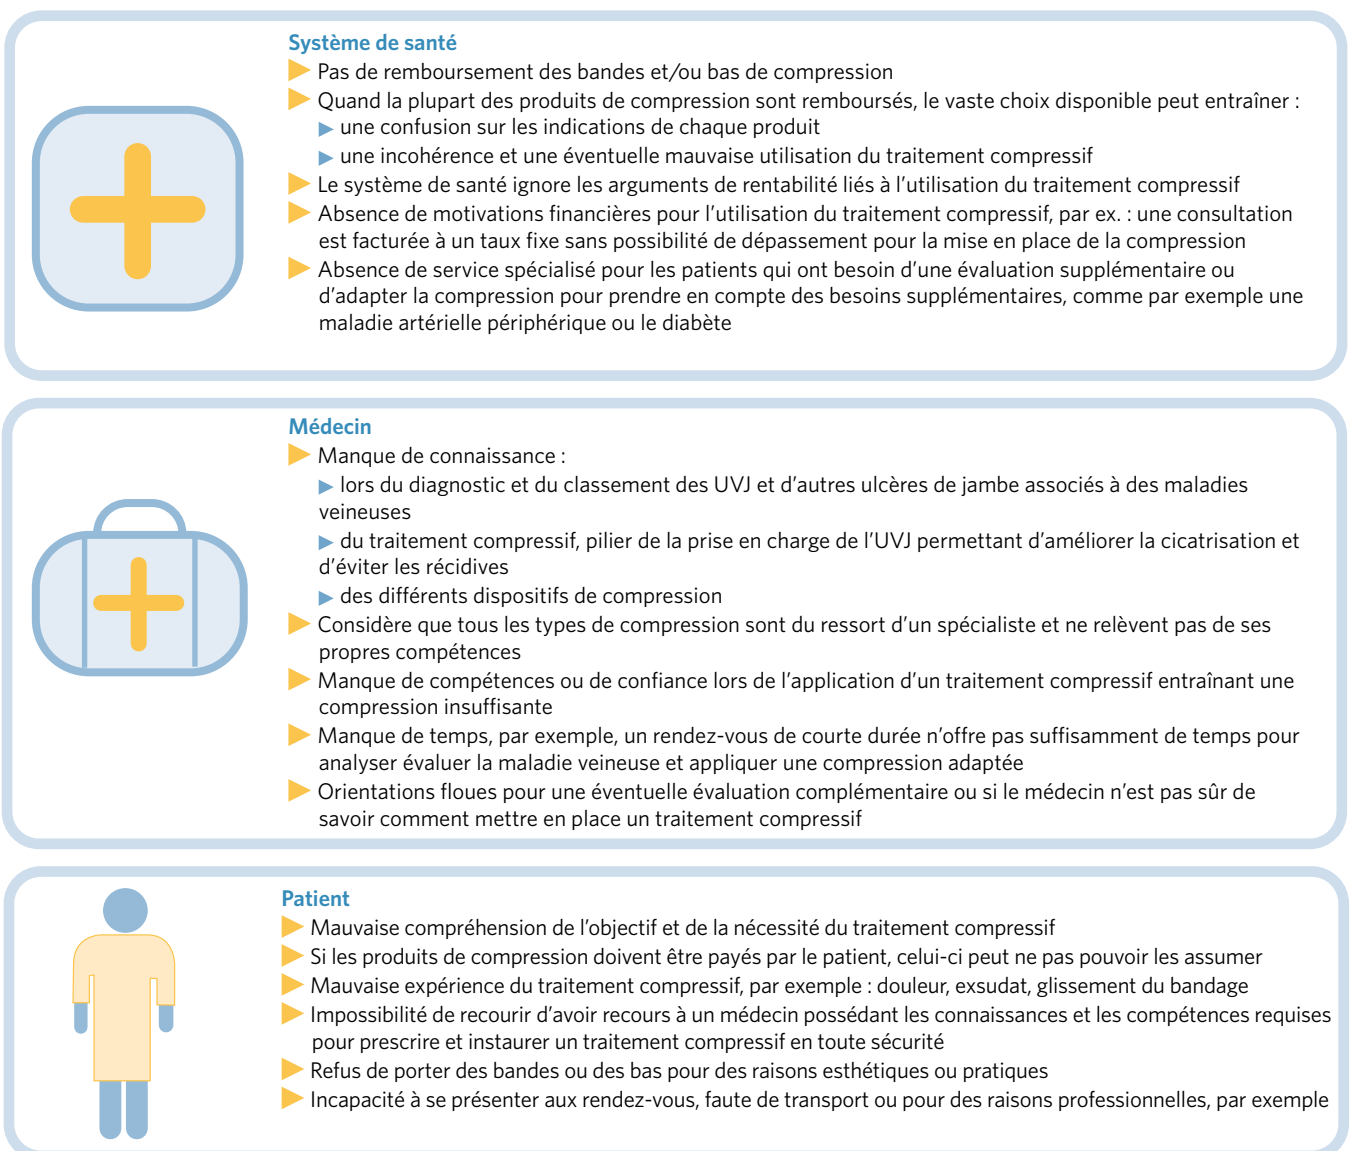 Système de santé
▶ Pas de remboursement des bandes et/ou bas de compression
▶ Quand la plupart des produits de compression sont remboursés, le vaste choix disponible peut entraîner :
▶ une confusion sur les indications de chaque produit
▶ une incohérence et une éventuelle mauvaise utilisation du traitement compressif
▶ Le système de santé ignore les arguments de rentabilité liés à l’utilisation du traitement compressif
▶ Absence de motivations financières pour l’utilisation du traitement compressif, par ex. : une consultation
est facturée à un taux fixe sans possibilité de dépassement pour la mise en place de la compression
▶ Absence de service spécialisé pour les patients qui ont besoin d’une évaluation supplémentaire ou
d’adapter la compression pour prendre en compte des besoins supplémentaires, comme par exemple une
maladie artérielle périphérique ou le diabète
Médecin
▶ Manque de connaissance :
▶ lors du diagnostic et du classement des UVJ et d’autres ulcères de jambe associés à des maladies
veineuses
▶ du traitement compressif, pilier de la prise en charge de l’UVJ permettant d’améliorer la cicatrisation et
d’éviter les récidives
▶ des différents dispositifs de compression
▶ Considère que tous les types de compression sont du ressort d’un spécialiste et ne relèvent pas de ses
propres compétences
▶ Manque de compétences ou de confiance lors de l’application d’un traitement compressif entraînant une
compression insuffisante
▶ Manque de temps, par exemple, un rendez-vous de courte durée n’offre pas suffisamment de temps pour
analyser évaluer la maladie veineuse et appliquer une compression adaptée
▶ Orientations floues pour une éventuelle évaluation complémentaire ou si le médecin n’est pas sûr de
savoir comment mettre en place un traitement compressif
Patient
▶ Mauvaise compréhension de l’objectif et de la nécessité du traitement compressif
▶ Si les produits de compression doivent être payés par le patient, celui-ci peut ne pas pouvoir les assumer
▶ Mauvaise expérience du traitement compressif, par exemple : douleur, exsudat, glissement du bandage
▶ Impossibilité de recourir d’avoir recours à un médecin possédant les connaissances et les compétences requises
pour prescrire et instaurer un traitement compressif en toute sécurité
▶ Refus de porter des bandes ou des bas pour des raisons esthétiques ou pratiques
▶ Incapacité à se présenter aux rendez-vous, faute de transport ou pour des raisons professionnelles, par exemple